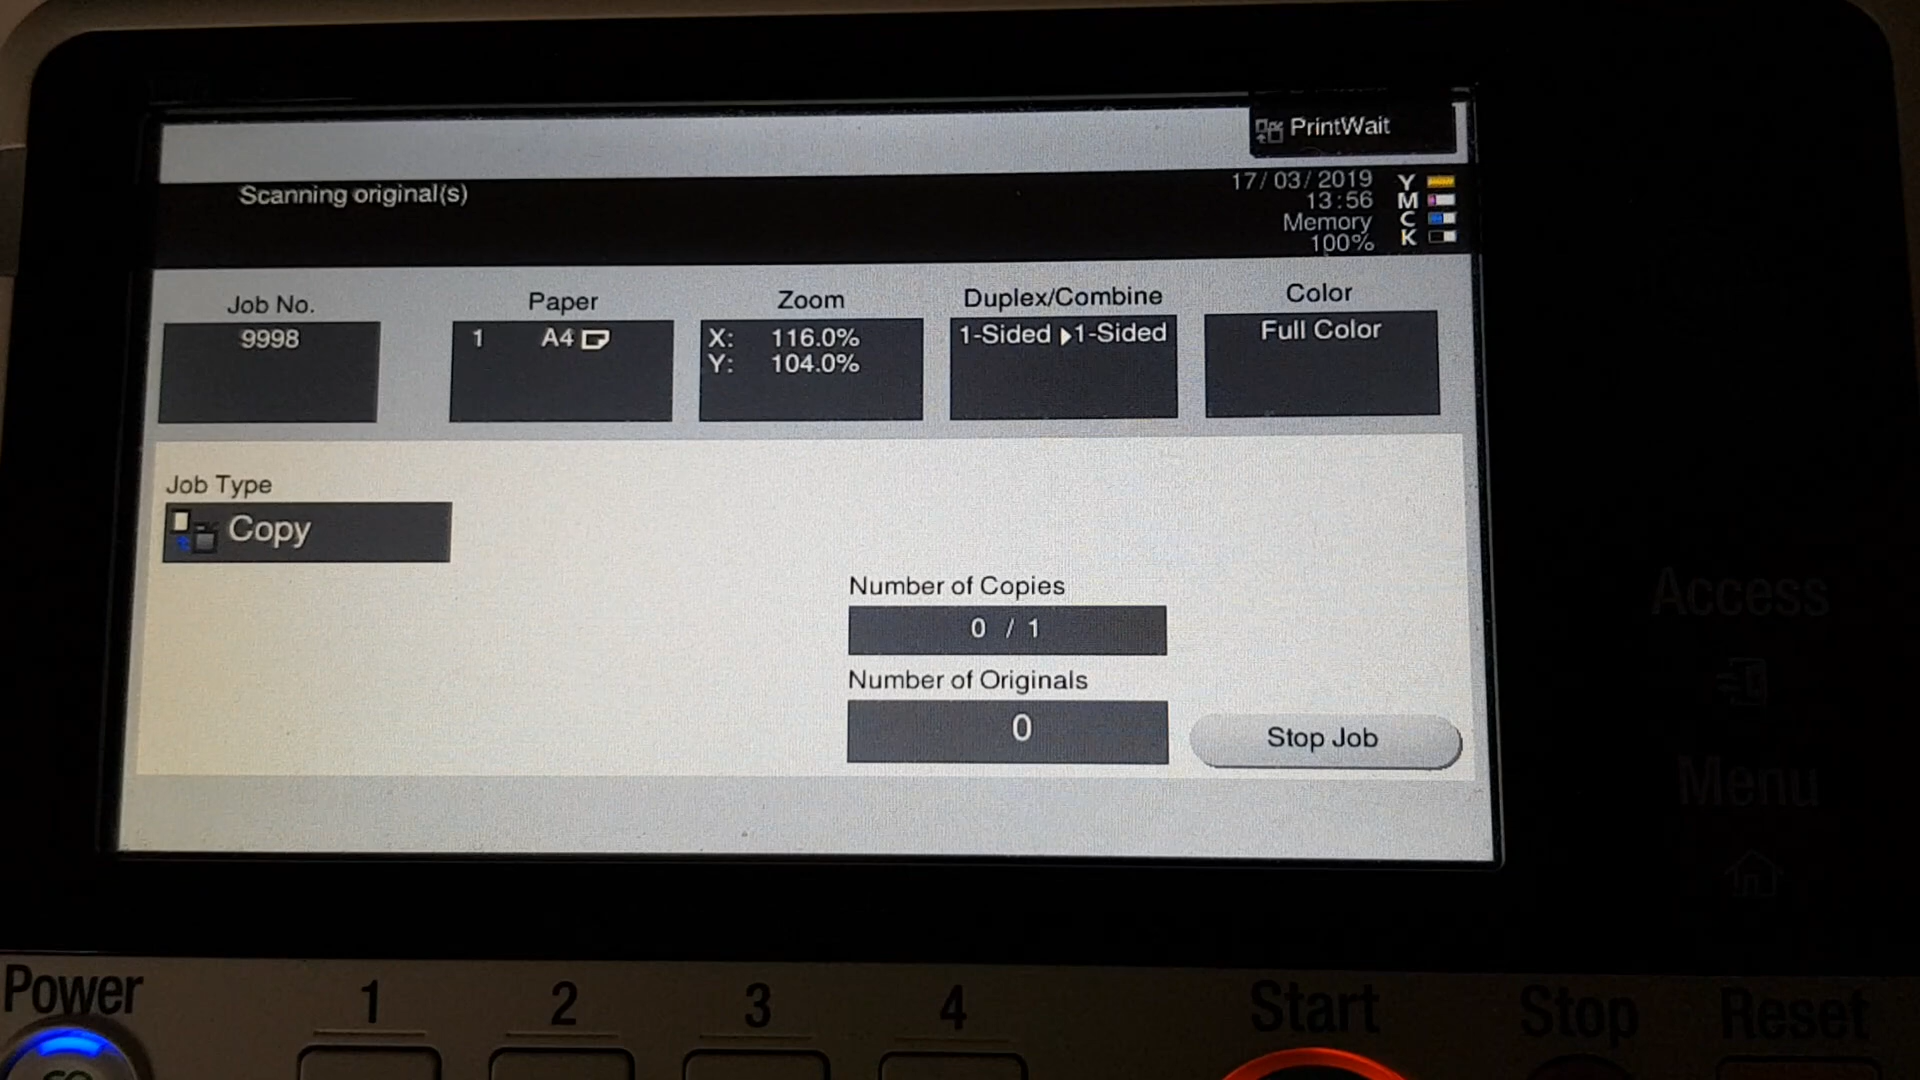 PrintWait
Scanning original(s)
17/03/2019
13:56
Memory
100%
Y
M
C
K
Job No.
9998
Paper
1 A4
Zoom
X: 116.0%
Y: 104.0%
Duplex/Combine
1-Sided ▶1-Sided
Color
Full Color
Job Type
Copy
Number of Copies
0 / 1
Number of Originals
0
Stop Job
Access
Menu
Power
1
2
3
4
Start
Stop
Reset